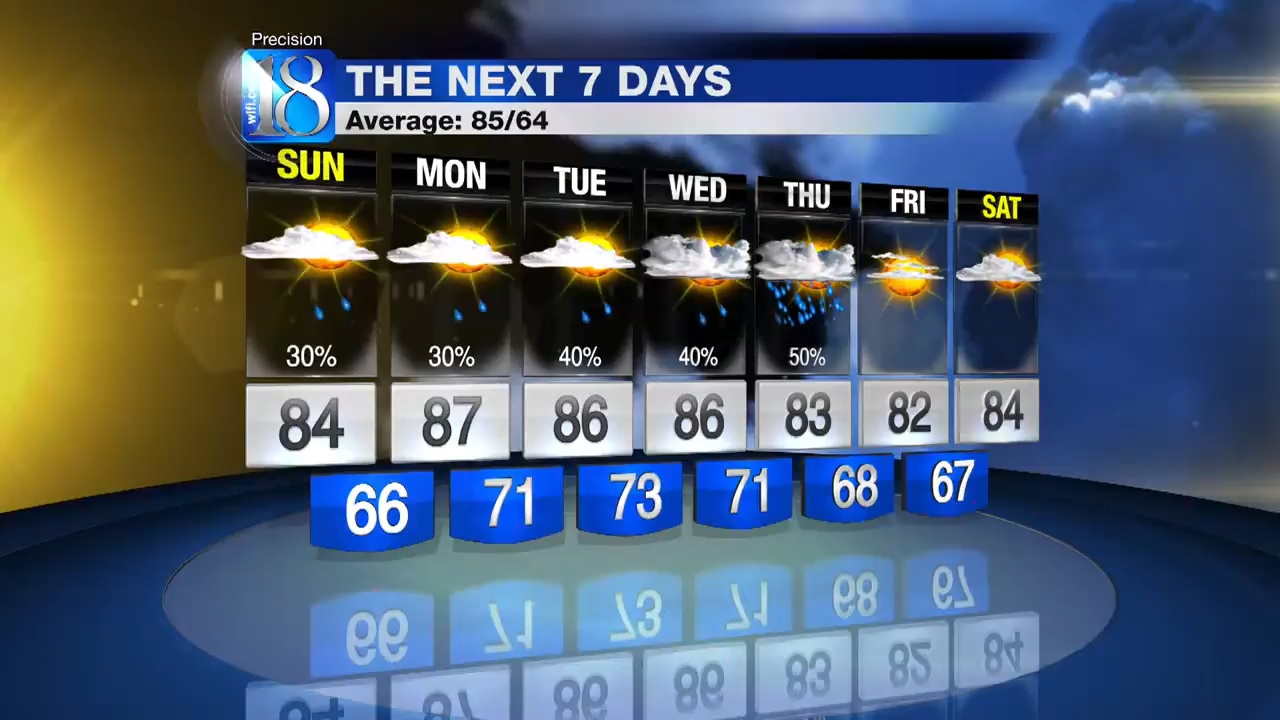 Precision
18
wlfi.c
THE NEXT 7 DAYS
Average: 85/64
SUN MON TUE WED THU FRI SAT
30% 30% 40% 40% 50%
84 87 86 86 83 82 84
66 71 73 71 68 67